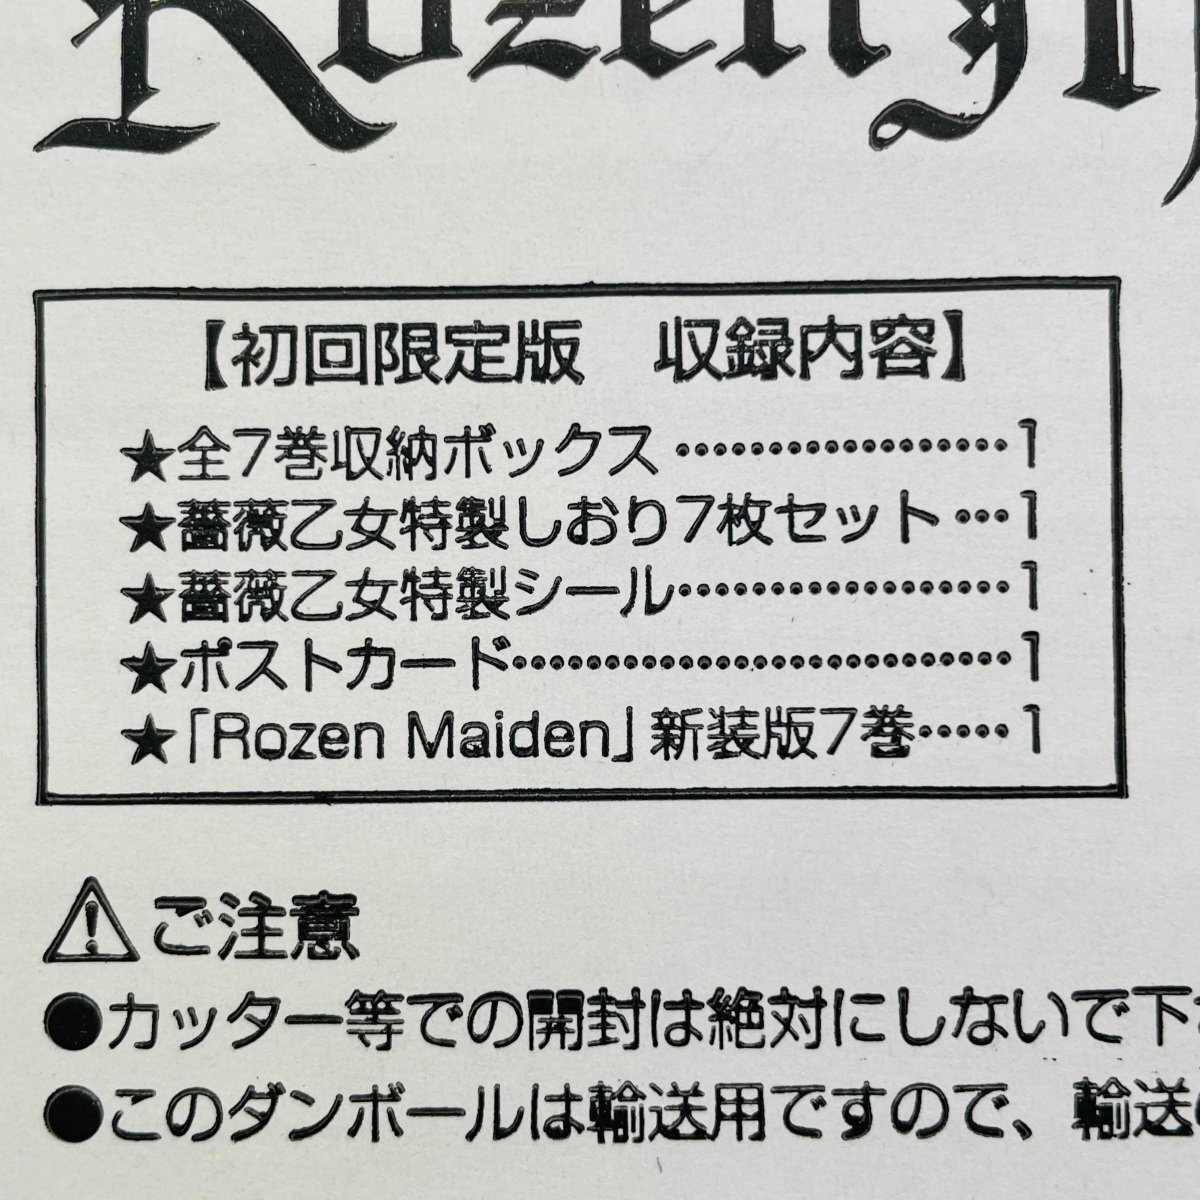 Rozen M
【初回限定版　収録内容】
★全7巻収納ボックス…………………1
★薔薇乙女特製しおり7枚セット…1
★薔薇乙女特製シール…………………1
★ポストカード…………………………1
★「Rozen Maiden」新装版7巻……1
⚠ご注意
●カッター等での開封は絶対にしないで下
●このダンボールは輸送用ですので、輸送